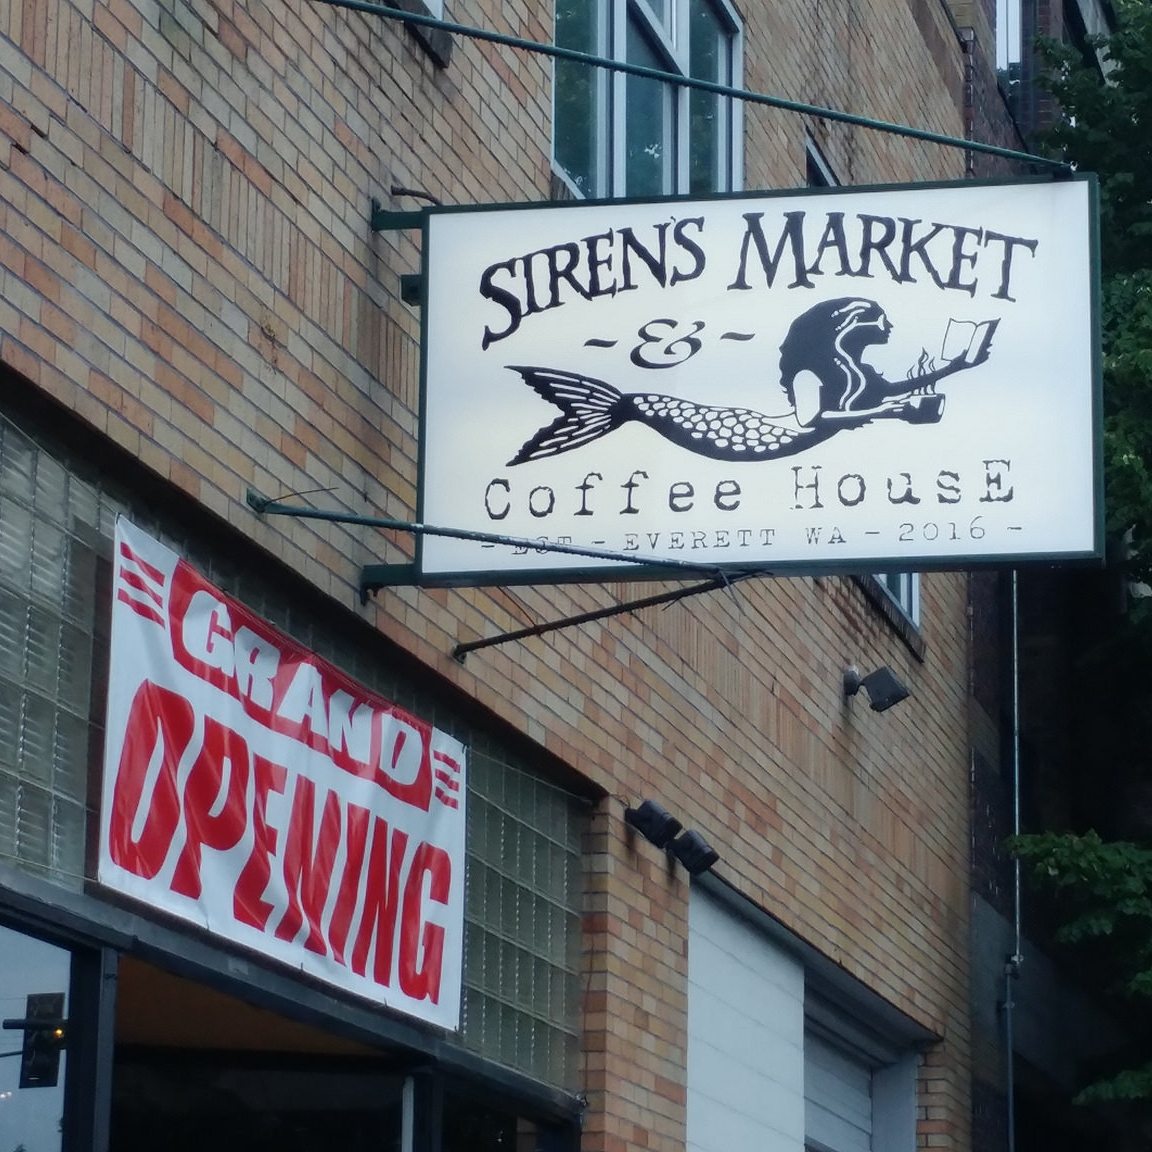 SIREN'S MARKET
~&~
Coffee HousE
- EST - EVERETT WA - 2016 -
GRAND
OPENING